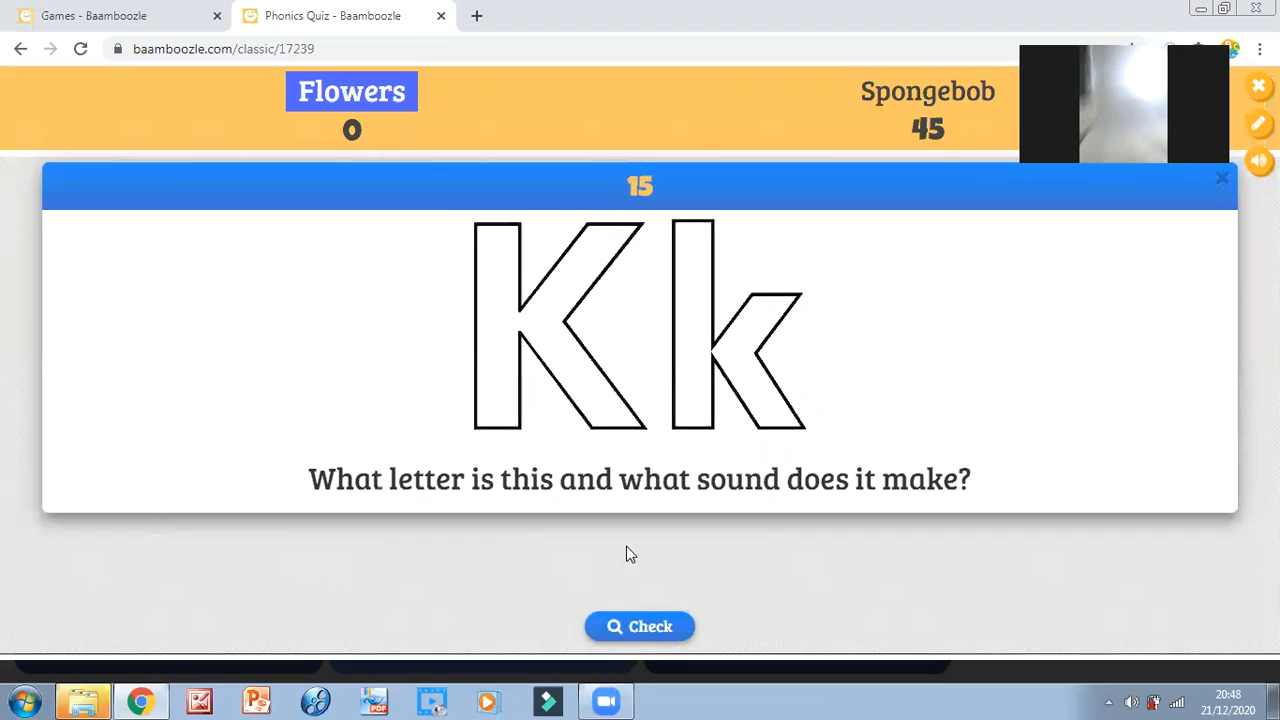 Games - Baamboozle
Phonics Quiz - Baamboozle
baamboozle.com/classic/17239
Flowers
0
Spongebob
45
15
K k
What letter is this and what sound does it make?
Check
20:48
21/12/2020